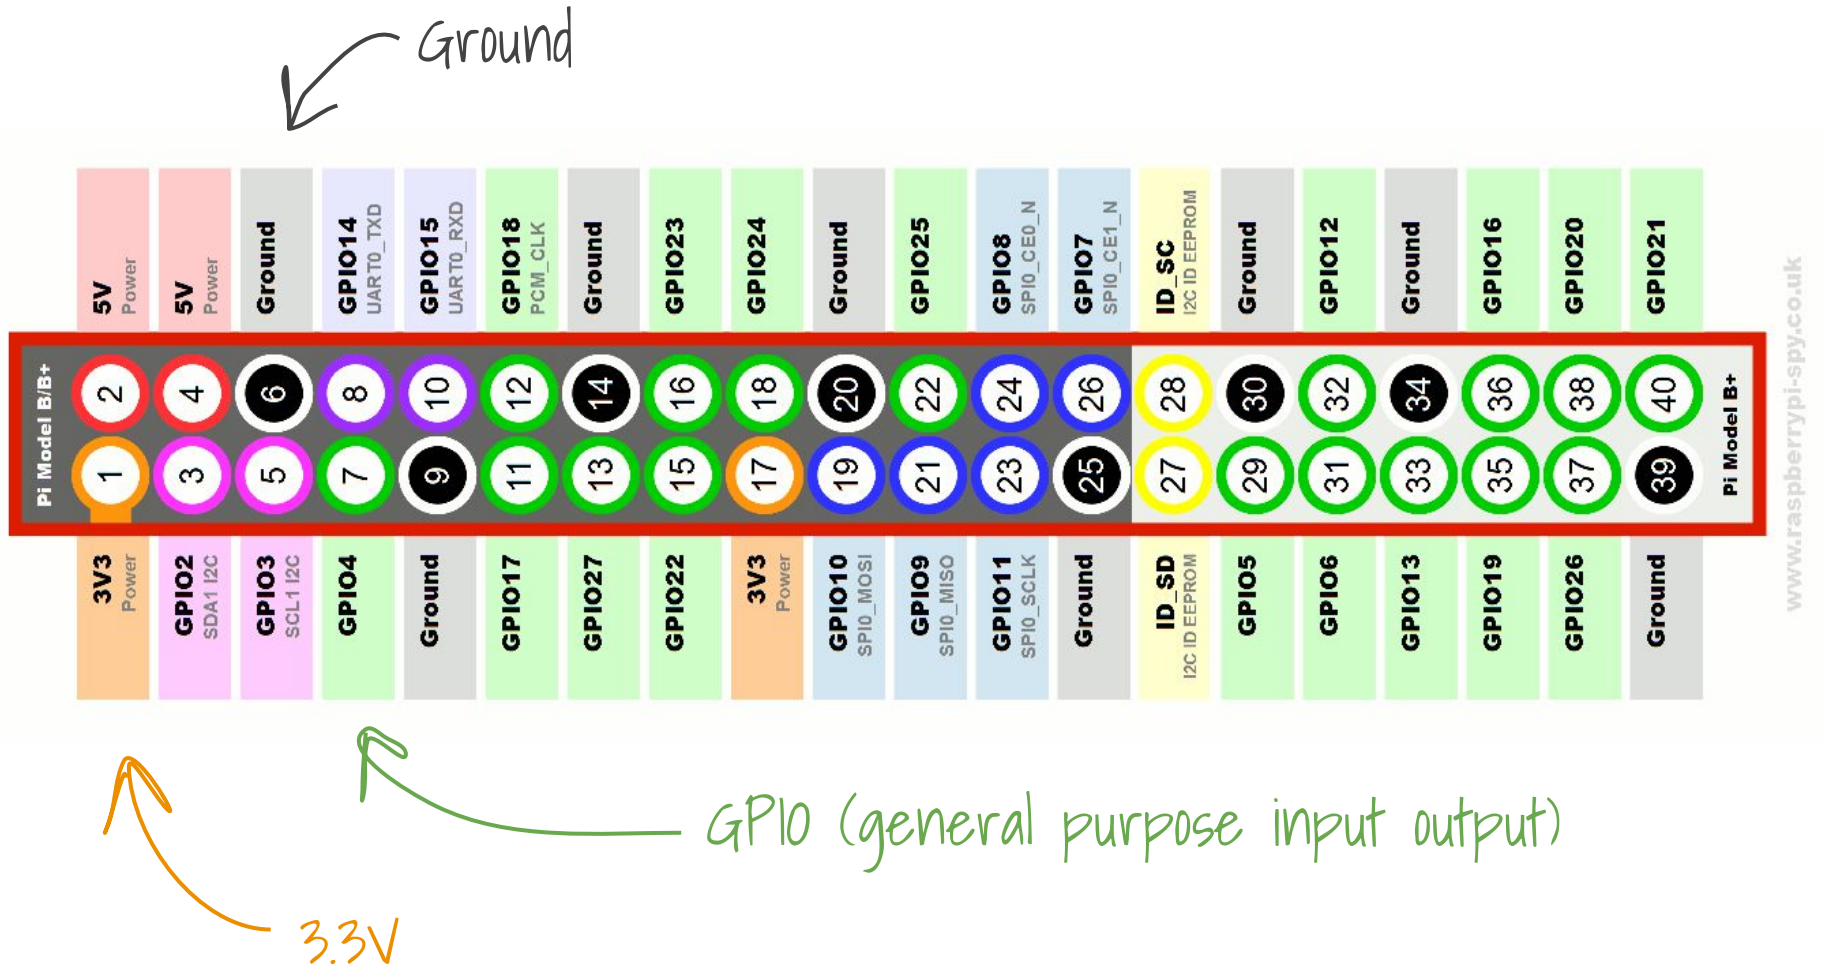 Ground
5V
Power
5V
Power
Ground
GPIO14
UART0_TXD
GPIO15
UART0_RXD
GPIO18
PCM_CLK
Ground
GPIO23
GPIO24
Ground
GPIO25
GPIO8
SPI0_CE0_N
GPIO7
SPI0_CE1_N
ID_SC
I2C ID EEPROM
Ground
GPIO12
Ground
GPIO16
GPIO20
GPIO21
Pi Model B/B+
2 4 6 8 10 12 14 16 18 20 22 24 26 28 30 32 34 36 38 40
1 3 5 7 9 11 13 15 17 19 21 23 25 27 29 31 33 35 37 39
Pi Model B+
www.raspberrypi-spy.co.uk
3V3
Power
GPIO2
SDA1 I2C
GPIO3
SCL1 I2C
GPIO4
Ground
GPIO17
GPIO27
GPIO22
3V3
Power
GPIO10
SPI0_MOSI
GPIO9
SPI0_MISO
GPIO11
SPI0_SCLK
Ground
ID_SD
I2C ID EEPROM
GPIO5
GPIO6
GPIO13
GPIO19
GPIO26
Ground
GPIO (general purpose input output)
3.3V